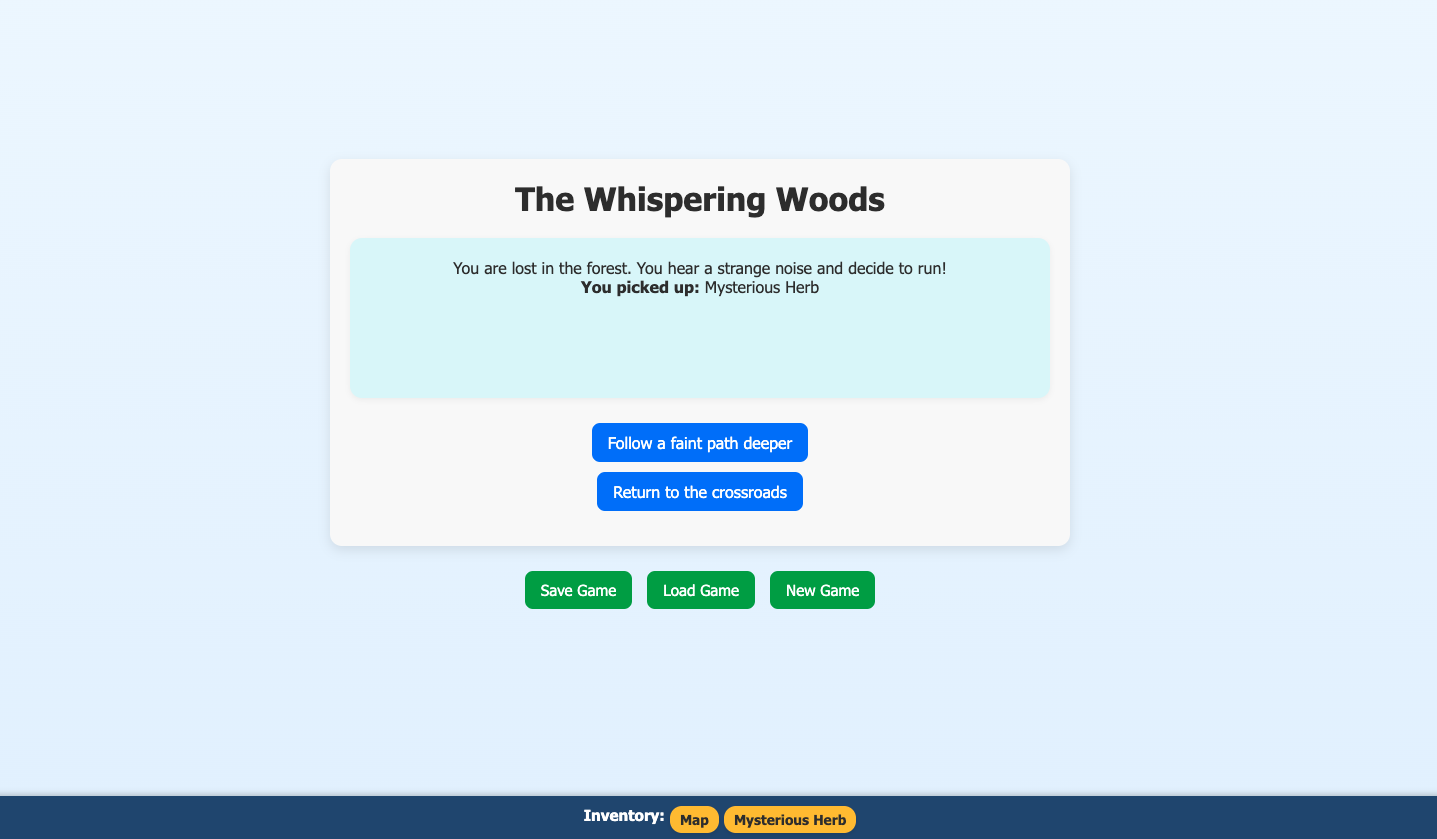 The Whispering Woods
You are lost in the forest. You hear a strange noise and decide to run!
You picked up: Mysterious Herb
Follow a faint path deeper
Return to the crossroads
Save Game Load Game New Game
Inventory: Map Mysterious Herb